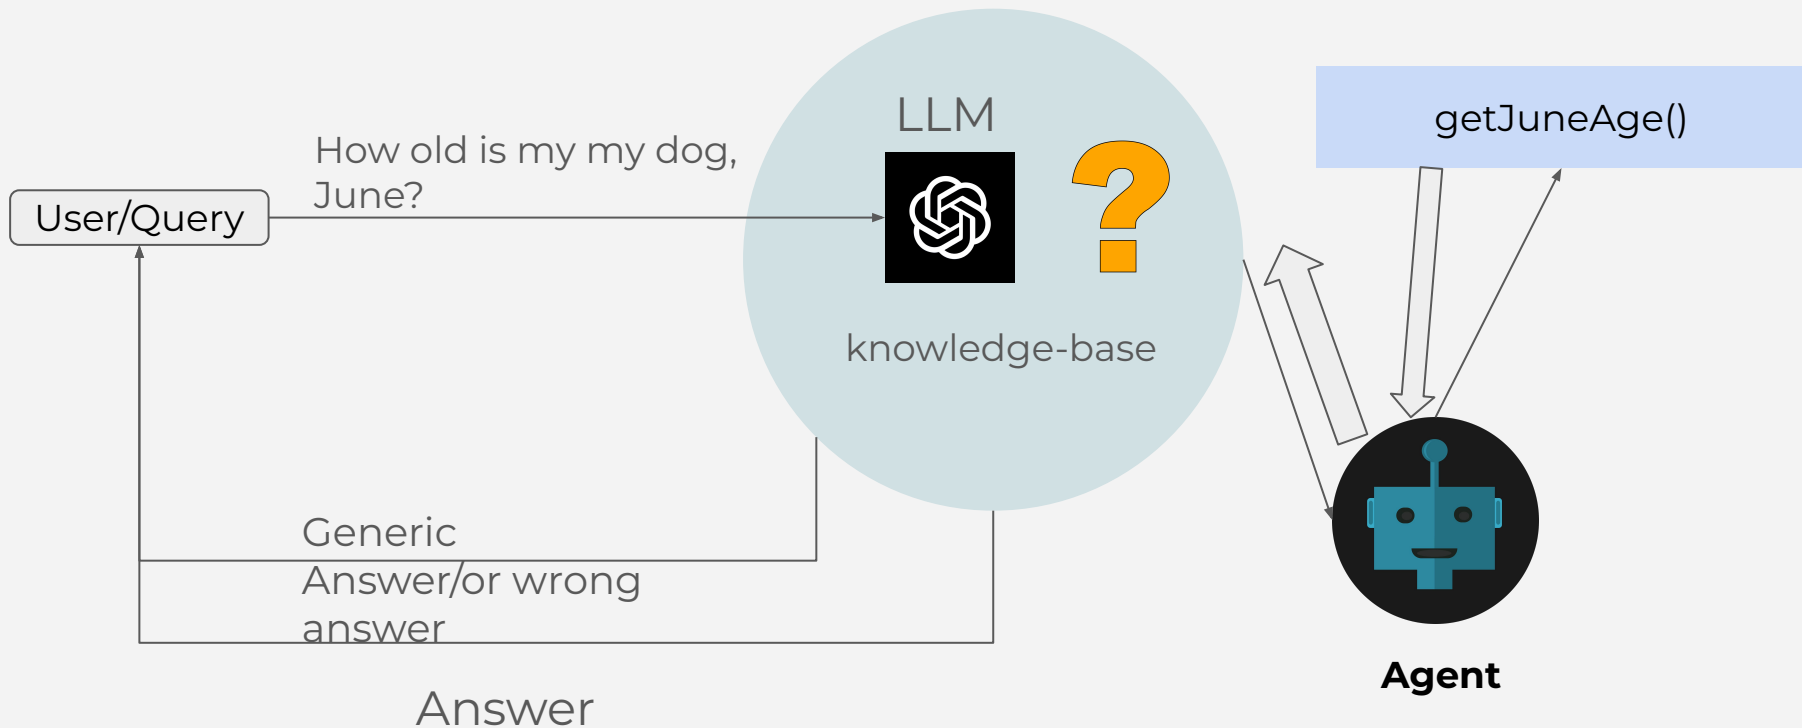 User/Query
How old is my my dog,
June?
LLM
?
knowledge-base
getJuneAge()
Generic
Answer/or wrong
answer
Answer
Agent